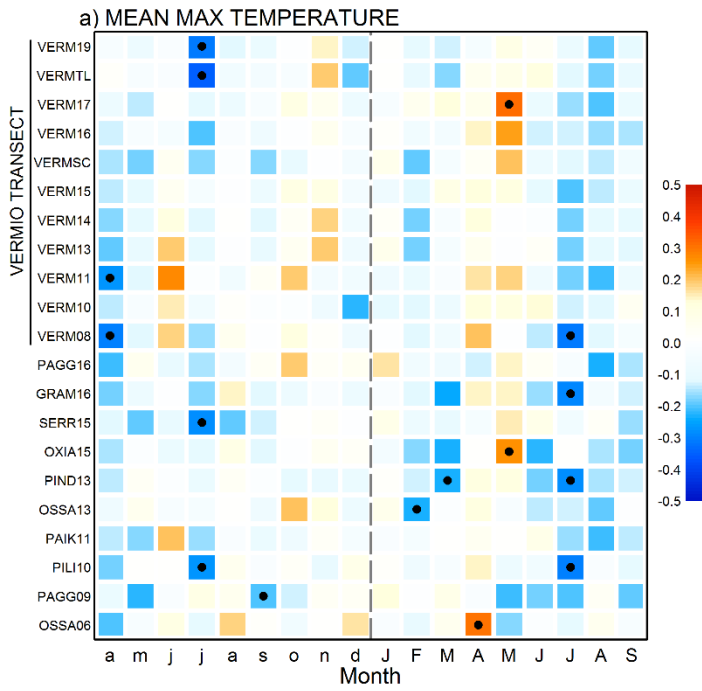 a) MEAN MAX TEMPERATURE
VERMIO TRANSECT
VERM19
VERMTL
VERM17
VERM16
VERMSC
VERM15
VERM14
VERM13
VERM11
VERM10
VERM08
PAGG16
GRAM16
SERR15
OXIA15
PIND13
OSSA13
PAIK11
PILI10
PAGG09
OSSA06
a m j j a s o n d J F M A M J J A S
Month
0.5
0.4
0.3
0.2
0.1
0.0
-0.1
-0.2
-0.3
-0.4
-0.5